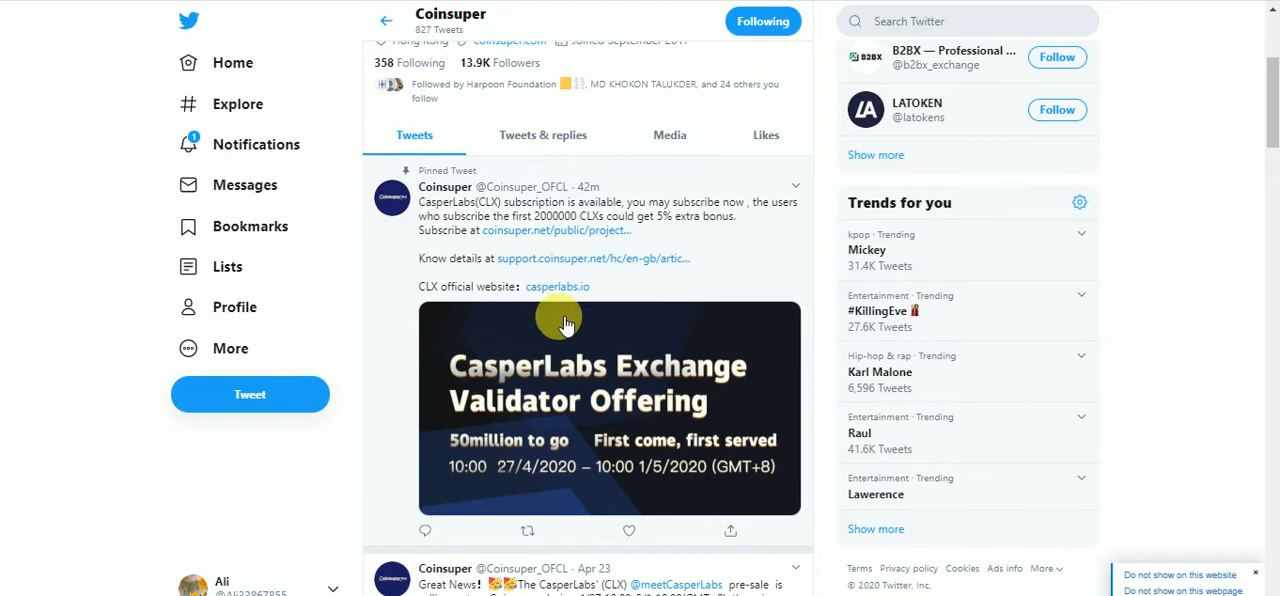 Coinsuper
827 Tweets
Following
Search Twitter
Home
Explore
1
Notifications
Messages
Bookmarks
Lists
Profile
More
Tweet
Ali
@Ali33867855
coinsuper.com
358 Following 13.9K Followers
Followed by Harpoon Foundation , MD KHOKON TALUKDER, and 24 others you
follow
Tweets Tweets & replies Media Likes
Pinned Tweet
Coinsuper @Coinsuper_OFCL · 42m
CasperLabs(CLX) subscription is available, you may subscribe now , the users
who subscribe the first 2000000 CLXs could get 5% extra bonus.
Subscribe at coinsuper.net/public/project...
Know details at support.coinsuper.net/hc/en-gb/artic...
CLX official website：casperlabs.io
CasperLabs Exchange
Validator Offering
50million to go First come, first served
10:00 27/4/2020 – 10:00 1/5/2020 (GMT+8)
Coinsuper @Coinsuper_OFCL · Apr 23
Great News！ The CasperLabs' (CLX) @meetCasperLabs pre-sale is
B2BX
B2BX — Professional ...
@b2bx_exchange
Follow
LATOKEN
@latokens
Follow
Show more
Trends for you
kpop · Trending
Mickey
31.4K Tweets
Entertainment · Trending
#KillingEve
27.6K Tweets
Hip-hop & rap · Trending
Karl Malone
6,596 Tweets
Entertainment · Trending
Raul
41.6K Tweets
Entertainment · Trending
Lawerence
Show more
Terms Privacy policy Cookies Ads info More
© 2020 Twitter, Inc.
Do not show on this website
Do not show on this webpage